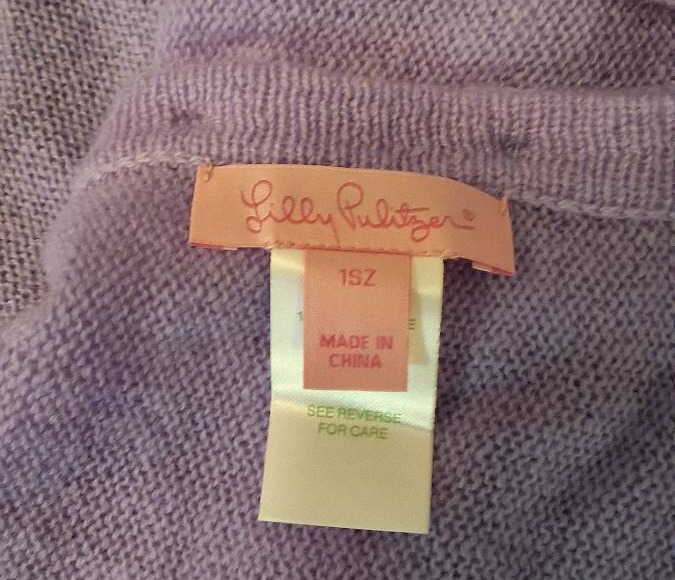 Lilly Pulitzer®
1SZ
MADE IN
CHINA
SEE REVERSE
FOR CARE